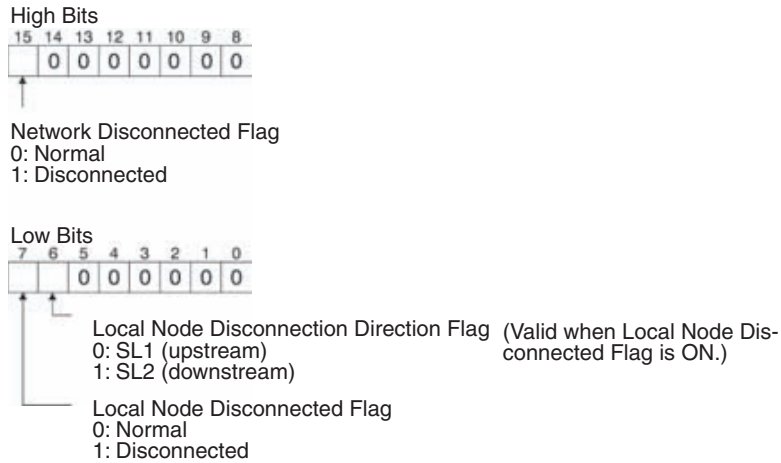 High Bits
15 14 13 12 11 10 9 8
0 0 0 0 0 0 0
Network Disconnected Flag
0: Normal
1: Disconnected
Low Bits
7 6 5 4 3 2 1 0
0 0 0 0 0 0
Local Node Disconnection Direction Flag (Valid when Local Node Dis-
0: SL1 (upstream) connected Flag is ON.)
1: SL2 (downstream)
Local Node Disconnected Flag
0: Normal
1: Disconnected